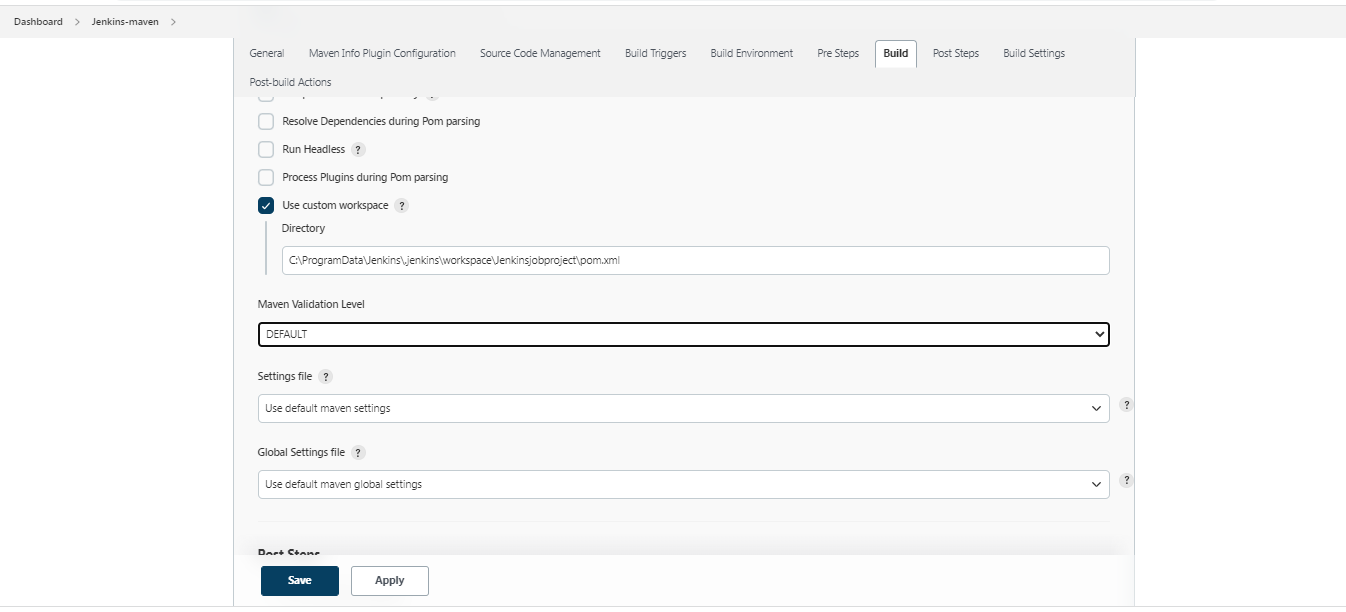 Dashboard > Jenkins-maven >
General Maven Info Plugin Configuration Source Code Management Build Triggers Build Environment Pre Steps Build Post Steps Build Settings
Post-build Actions
Resolve Dependencies during Pom parsing
Run Headless ?
Process Plugins during Pom parsing
Use custom workspace ?
Directory
C:\ProgramData\Jenkins\.jenkins\workspace\Jenkinsjobproject\pom.xml
Maven Validation Level
DEFAULT
Settings file ?
Use default maven settings ?
Global Settings file ?
Use default maven global settings ?
Post Steps
Save Apply